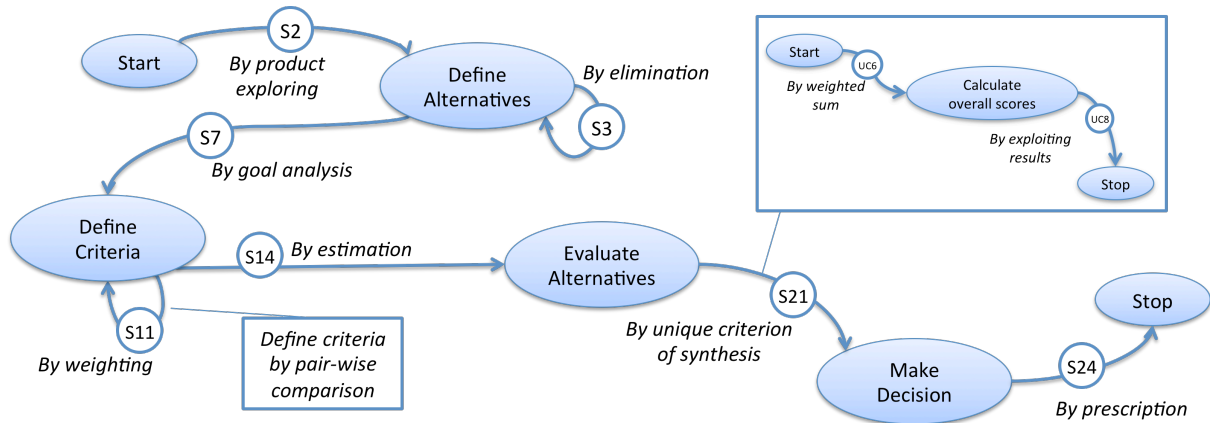 Start
S2
By product
exploring
Define
Alternatives
By elimination
S3
S7
By goal analysis
Define
Criteria
S11
By weighting
Define criteria
by pair-wise
comparison
S14
By estimation
Evaluate
Alternatives
S21
By unique criterion
of synthesis
Start
UC6
By weighted
sum
Calculate
overall scores
UC8
By exploiting
results
Stop
Make
Decision
S24
By prescription
Stop